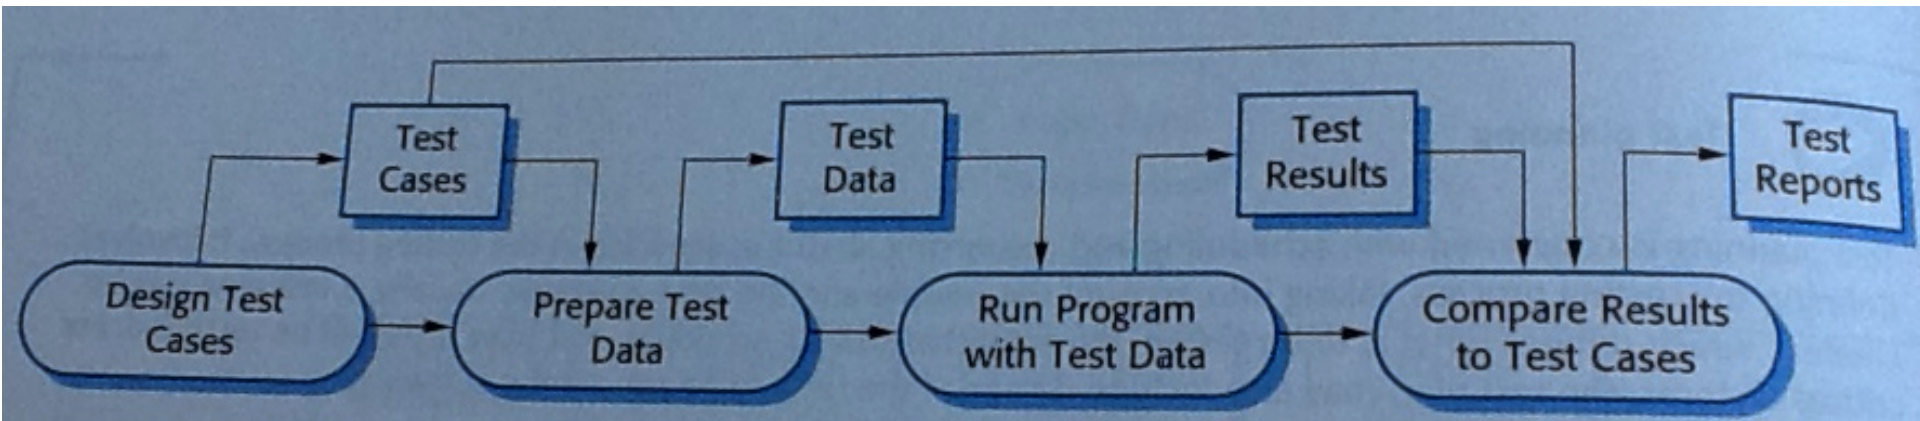 Test
Cases
Test
Data
Test
Results
Test
Reports
Design Test
Cases
Prepare Test
Data
Run Program
with Test Data
Compare Results
to Test Cases